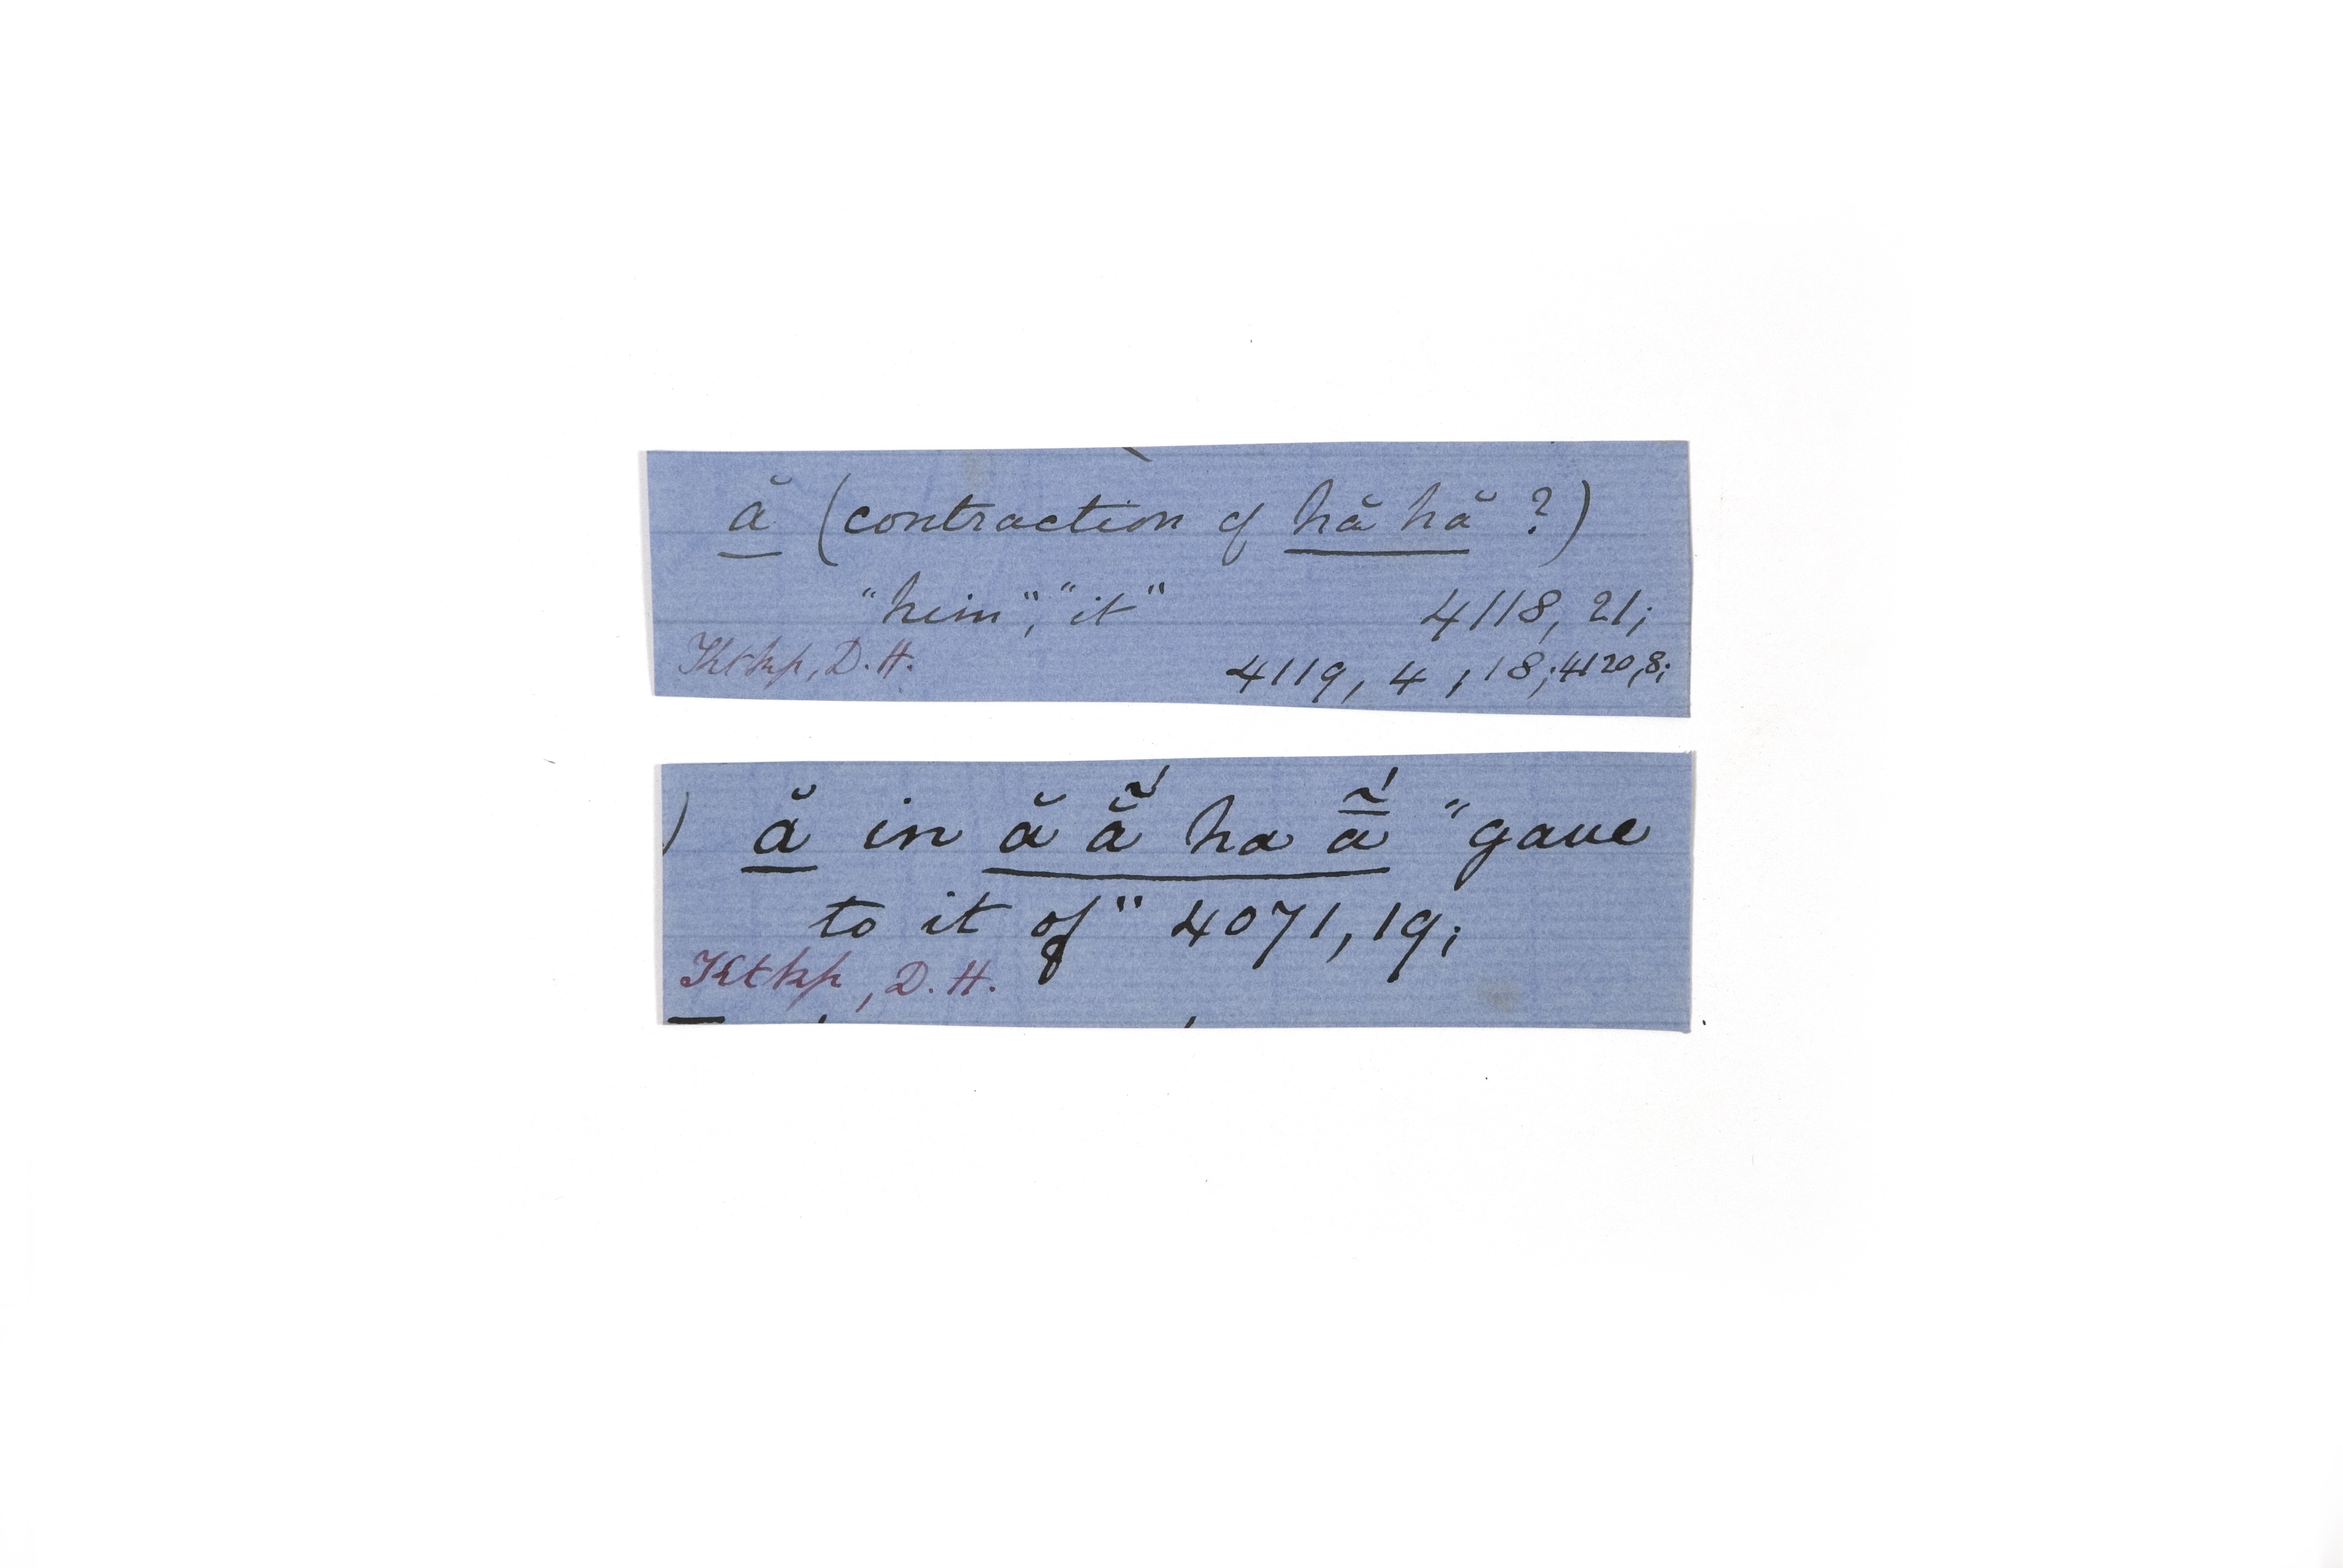 ă (contraction of hă hă ?)
"him", "it" 4118, 21;
Ktkp, D.H. 4119, 4, 18; 4120, 8;
) ă in ă ẵ́ ha ā̃́ "gave
to it of" 4071, 19;
Ktkp, D.H.